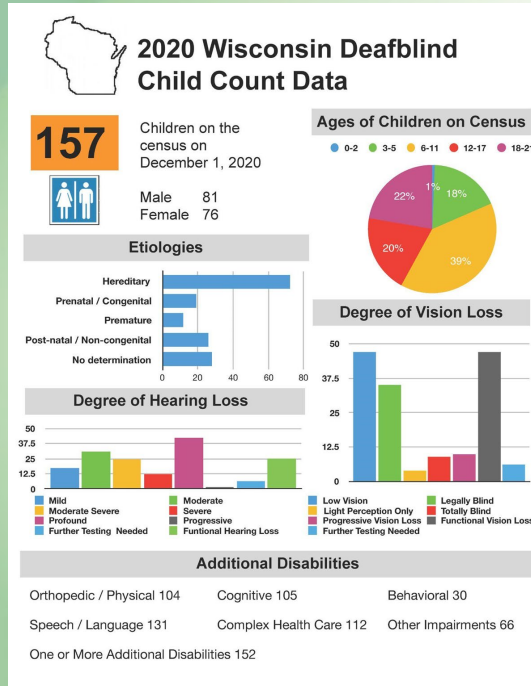 2020 Wisconsin Deafblind
Child Count Data
157
Children on the
census on
December 1, 2020
Male 81
Female 76
Ages of Children on Census
0-2 3-5 6-11 12-17 18-21
1%
18%
22%
20%
39%
Etiologies
Hereditary
Prenatal / Congenital
Premature
Post-natal / Non-congenital
No determination
0 20 40 60 80
Degree of Vision Loss
50
37.5
25
12.5
0
Low Vision Legally Blind
Light Perception Only Totally Blind
Progressive Vision Loss Functional Vision Loss
Further Testing Needed
Degree of Hearing Loss
50
37.5
25
12.5
0
Mild Moderate
Moderate Severe Severe
Profound Progressive
Further Testing Needed Funtional Hearing Loss
Additional Disabilities
Orthopedic / Physical 104 Cognitive 105 Behavioral 30
Speech / Language 131 Complex Health Care 112 Other Impairments 66
One or More Additional Disabilities 152